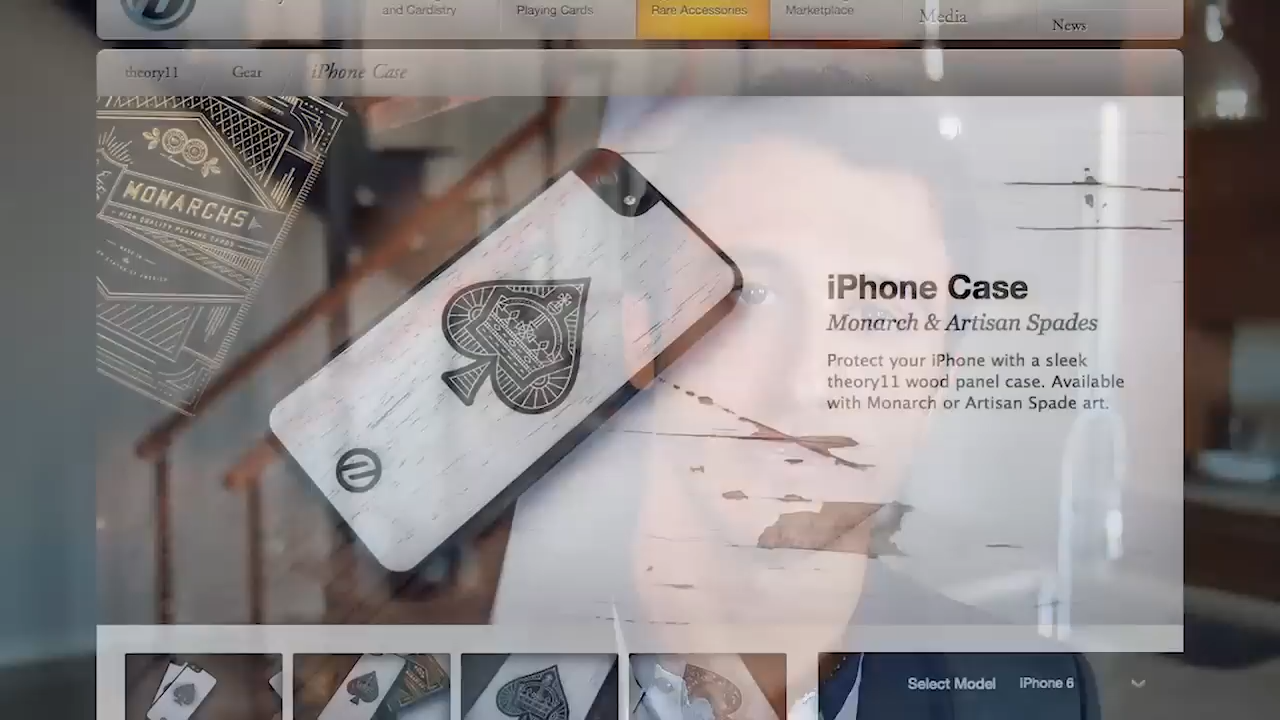 and Cardistry
Playing Cards
Rare Accessories
Marketplace
Media
News
theory11
Gear
iPhone Case
MONARCHS
HIGH QUALITY PLAYING CARDS
iPhone Case
Monarch & Artisan Spades
Protect your iPhone with a sleek
theory11 wood panel case. Available
with Monarch or Artisan Spade art.
Select Model
iPhone 6